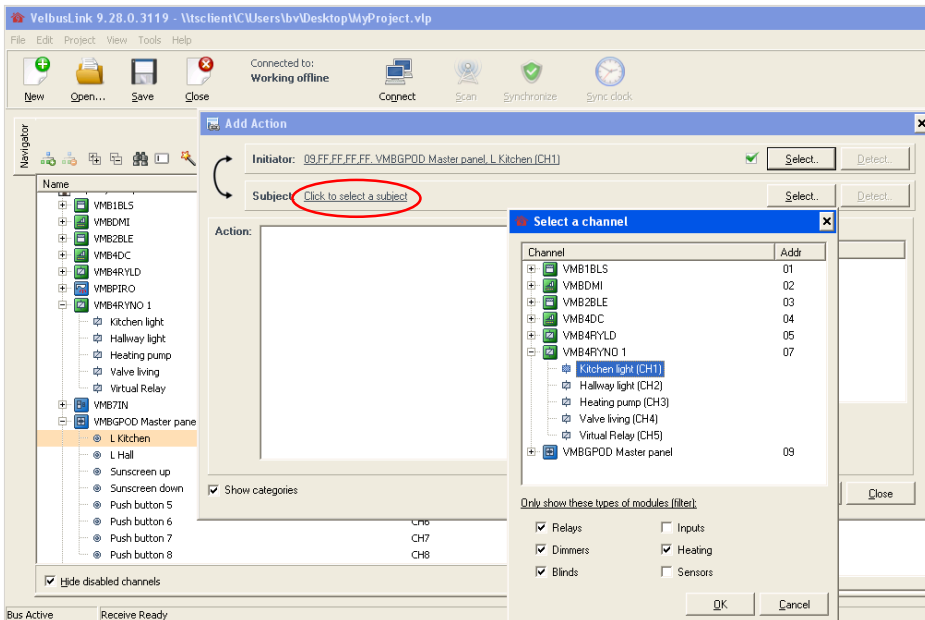 VelbusLink 9.28.0.3119 - \\tsclient\C\Users\bv\Desktop\MyProject.vlp
File Edit Project View Tools Help
New Open... Save Close
Connected to:
Working offline
Connect Scan Synchronize Sync clock
Navigator
Name
VMB1BLS
VMBDMI
VMB2BLE
VMB4DC
VMB4RYLD
VMBPIRO
VMB4RYNO 1
Kitchen light
Hallway light
Heating pump
Valve living
Virtual Relay
VMB7IN
VMBGPOD Master pane
L Kitchen
L Hall
Sunscreen up
Sunscreen down
Push button 5
Push button 6 CH6
Push button 7 CH7
Push button 8 CH8
Hide disabled channels
Bus Active Receive Ready
Add Action
Initiator: 09,FF,FF,FF,FF. VMBGPOD Master panel, L Kitchen (CH1) Select.. Detect..
Subject Click to select a subject Select.. Detect..
Action:
Show categories
Close
Select a channel
Channel Addr
VMB1BLS 01
VMBDMI 02
VMB2BLE 03
VMB4DC 04
VMB4RYLD 05
VMB4RYNO 1 07
Kitchen light (CH1)
Hallway light (CH2)
Heating pump (CH3)
Valve living (CH4)
Virtual Relay (CH5)
VMBGPOD Master panel 09
Only show these types of modules (filter):
Relays Inputs
Dimmers Heating
Blinds Sensors
OK Cancel